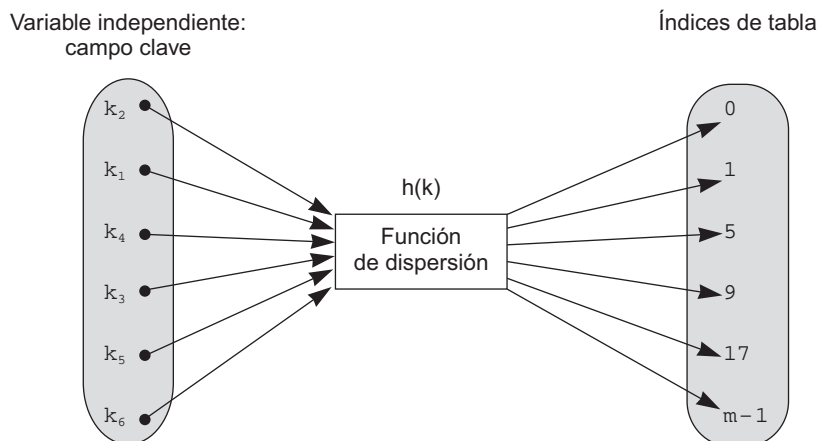 Variable independiente:
campo clave
Índices de tabla
k₂
k₁
k₄
k₃
k₅
k₆
h(k)
Función
de dispersión
0
1
5
9
17
m-1